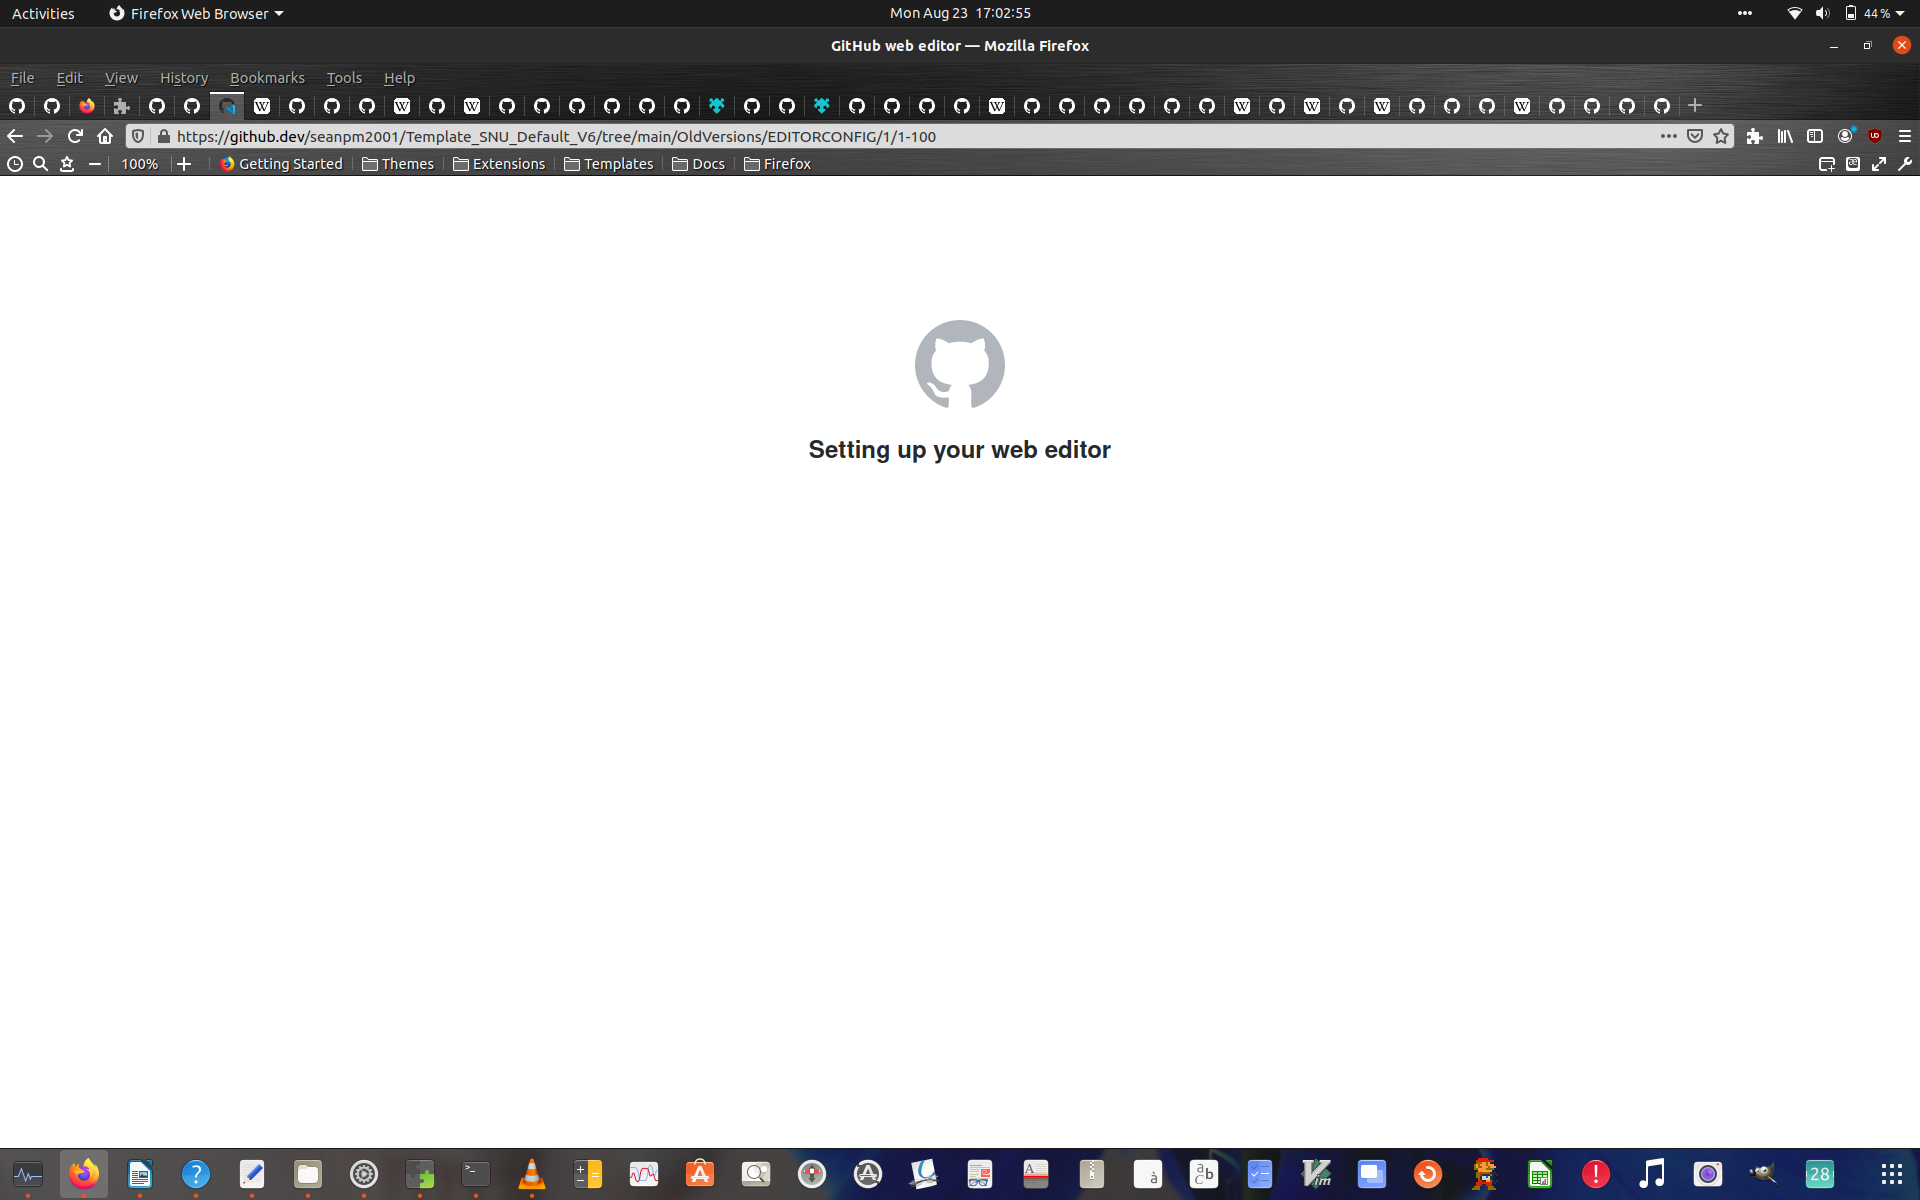 Activities Firefox Web Browser Mon Aug 23 17:02:55 44%
GitHub web editor — Mozilla Firefox
File Edit View History Bookmarks Tools Help
https://github.dev/seanpm2001/Template_SNU_Default_V6/tree/main/OldVersions/EDITORCONFIG/1/1-100
100% Getting Started Themes Extensions Templates Docs Firefox
Setting up your web editor
28